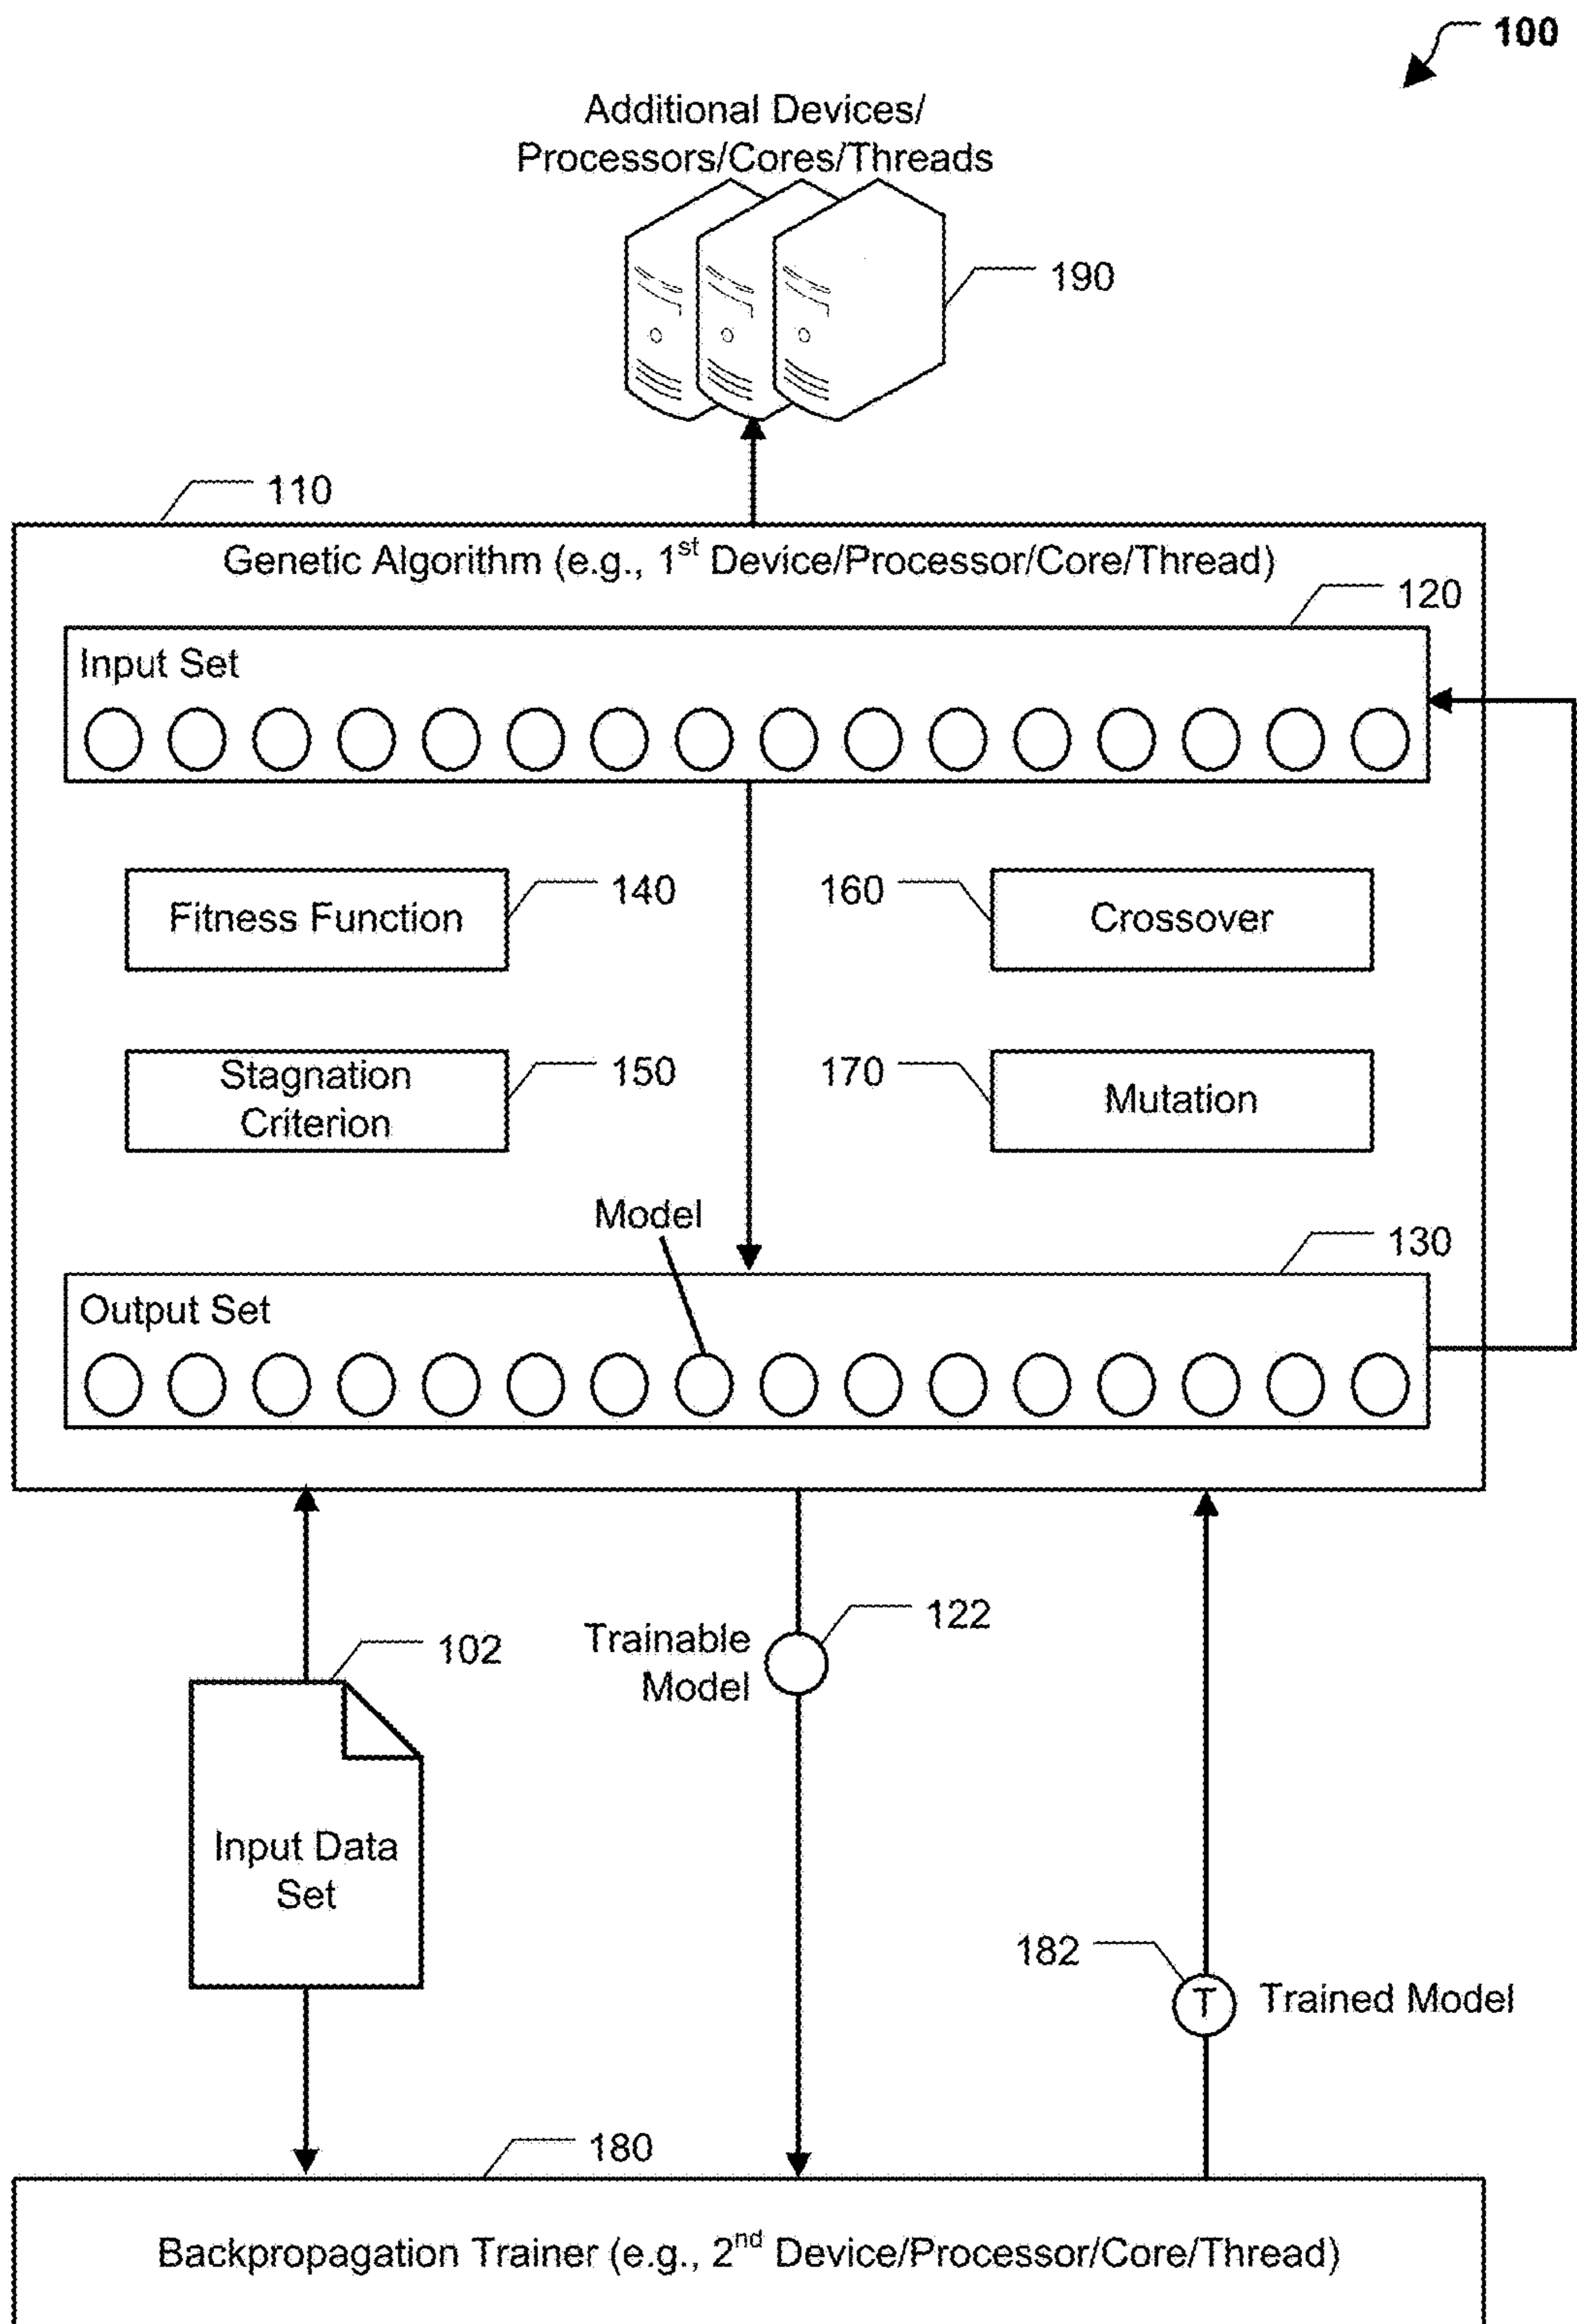 100
Additional Devices/
Processors/Cores/Threads
190
110
Genetic Algorithm (e.g., 1st Device/Processor/Core/Thread)
120
Input Set
Fitness Function
140
160
Crossover
Stagnation
Criterion
150
170
Mutation
Model
130
Output Set
122
Trainable
Model
102
Input Data
Set
182
T
Trained Model
180
Backpropagation Trainer (e.g., 2nd Device/Processor/Core/Thread)